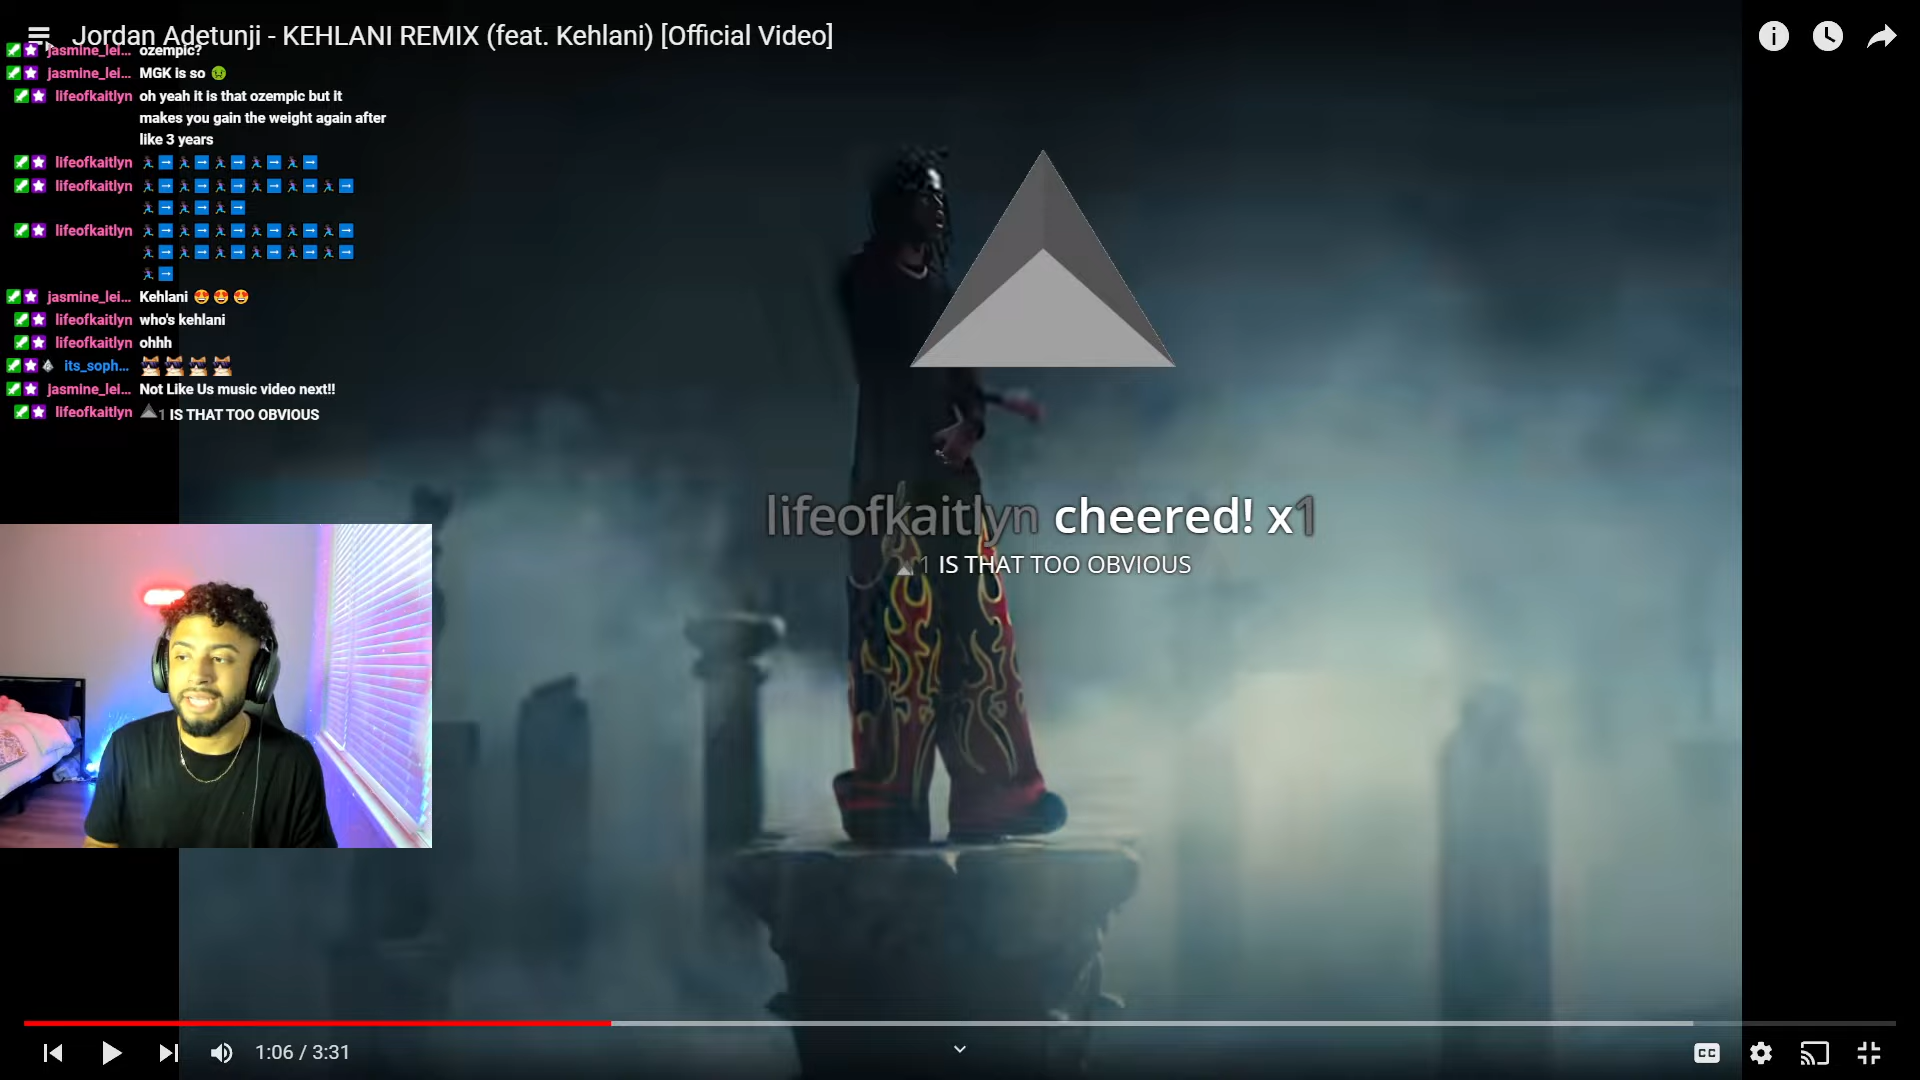 Jordan Adetunji - KEHLANI REMIX (feat. Kehlani) [Official Video]
jasmine_lei... ozempic?
jasmine_lei... MGK is so 🤢
lifeofkaitlyn oh yeah it is that ozempic but it
makes you gain the weight again after
like 3 years
lifeofkaitlyn
lifeofkaitlyn
lifeofkaitlyn
jasmine_lei... Kehlani 😍 😍 😍
lifeofkaitlyn who's kehlani
lifeofkaitlyn ohhh
its_soph...
jasmine_lei... Not Like Us music video next!!
lifeofkaitlyn 1 IS THAT TOO OBVIOUS
lifeofkaitlyn cheered! x1
1 IS THAT TOO OBVIOUS
1:06 / 3:31
CC